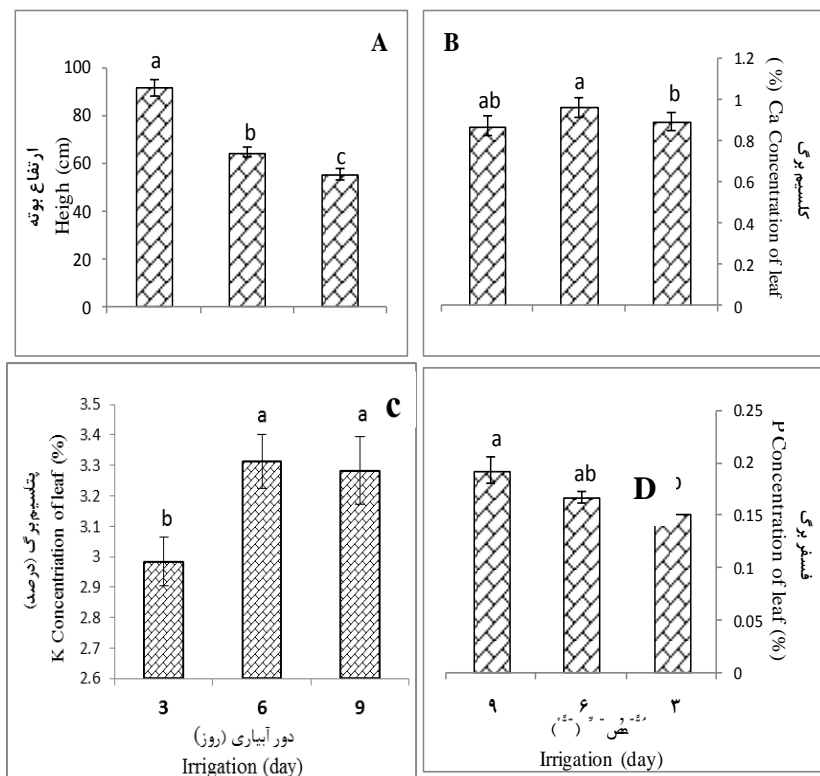 A
a
b
c
100
80
60
40
20
0
ارتفاع بوته
Heigh (cm)
B
ab
a
b
1.2
1
0.8
0.6
0.4
0.2
0
( %) Ca Concentration of leaf
کلسیم برگ
c
b
a
a
3.5
3.4
3.3
3.2
3.1
3
2.9
2.8
2.7
2.6
پتاسیم برگ (درصد)
K Concentriation of leaf (%)
3 6 9
دور آبیاری (روز)
Irrigation (day)
D
a
ab
0.25
0.2
0.15
0.1
0.05
0
P Concentration of leaf (%)
فسفر برگ
۹ ۶ ۳
Irrigation (day)